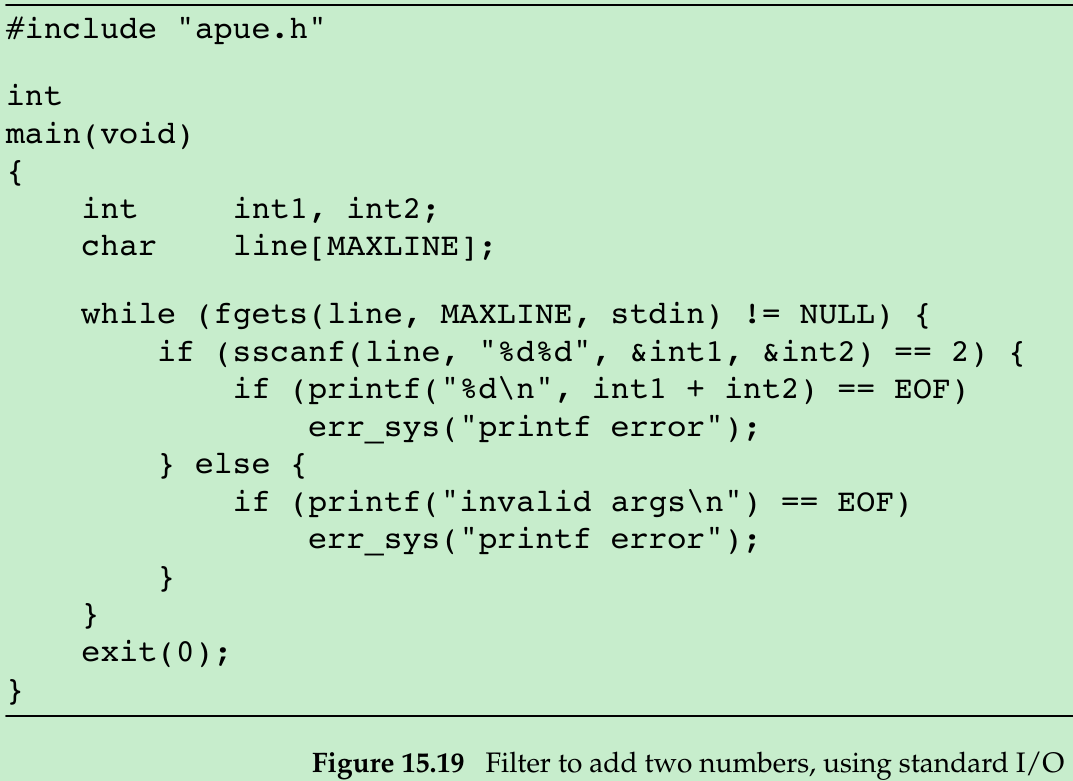 #include "apue.h"
int
main(void)
{
    int     int1, int2;
    char    line[MAXLINE];
    while (fgets(line, MAXLINE, stdin) != NULL) {
        if (sscanf(line, "%d%d", &int1, &int2) == 2) {
            if (printf("%d\n", int1 + int2) == EOF)
                err_sys("printf error");
        } else {
            if (printf("invalid args\n") == EOF)
                err_sys("printf error");
        }
    }
    exit(0);
}
Figure 15.19 Filter to add two numbers, using standard I/O